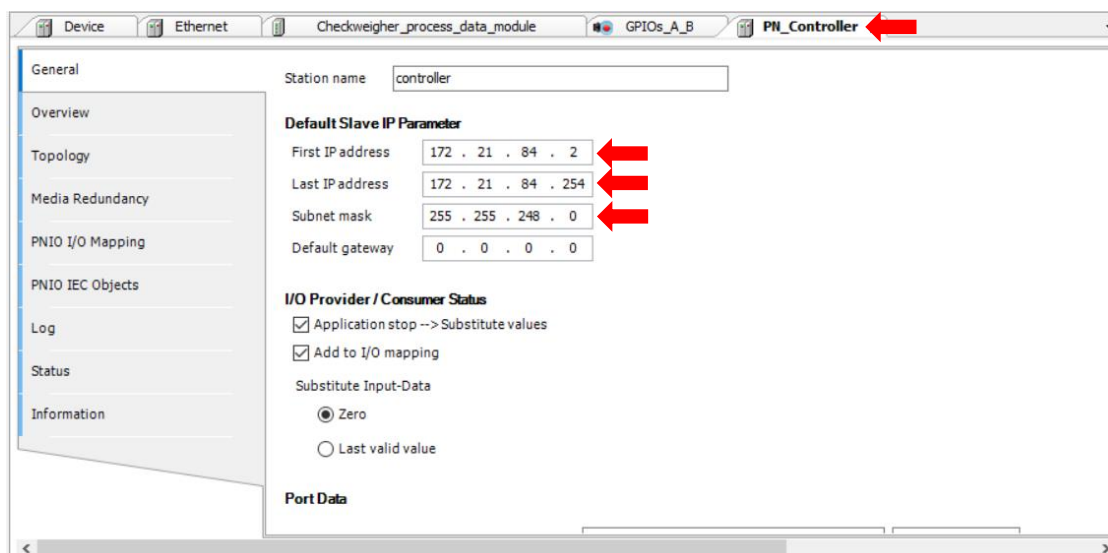 Device Ethernet Checkweigher_process_data_module GPIOs_A_B PN_Controller
General
Overview
Topology
Media Redundancy
PNIO I/O Mapping
PNIO IEC Objects
Log
Status
Information
Station name controller
Default Slave IP Parameter
First IP address 172 . 21 . 84 . 2
Last IP address 172 . 21 . 84 . 254
Subnet mask 255 . 255 . 248 . 0
Default gateway 0 . 0 . 0 . 0
I/O Provider / Consumer Status
Application stop --> Substitute values
Add to I/O mapping
Substitute Input-Data
Zero
Last valid value
Port Data